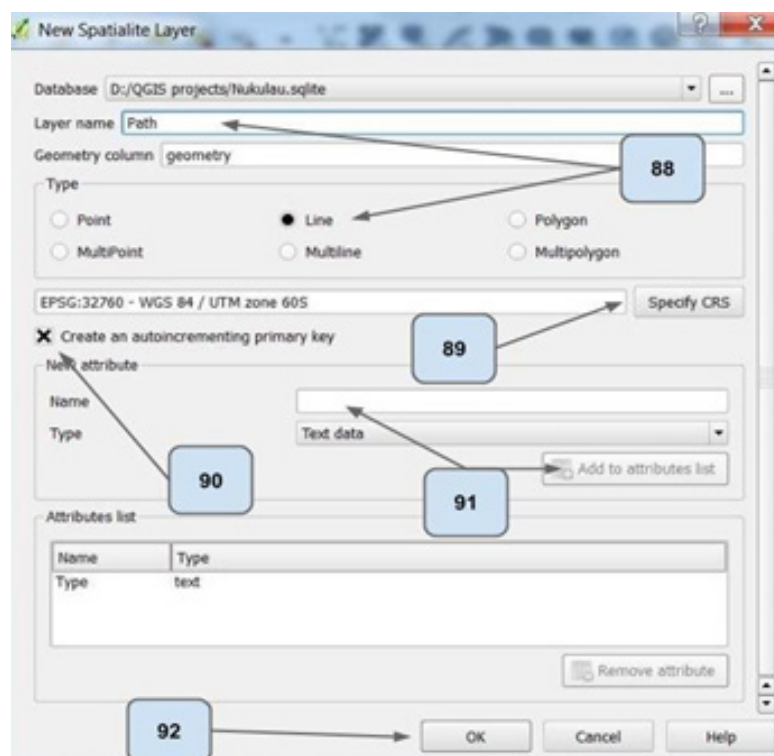 New Spatialite Layer
Database D:/QGIS projects/Nukulau.sqlite ...
Layer name Path
Geometry column geometry
88
Type
Point Line Polygon
MultiPoint Multiline Multipolygon
EPSG:32760 - WGS 84 / UTM zone 60S Specify CRS
Create an autoincrementing primary key
89
New attribute
Name
Type Text data
Add to attributes list
90
91
Attributes list
Name Type
Type text
Remove attribute
92
OK Cancel Help